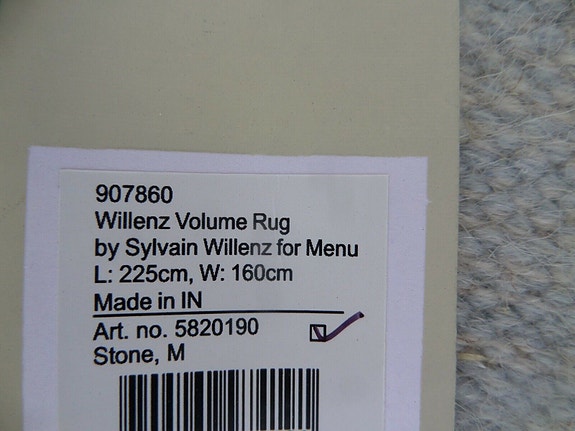 907860
Willenz Volume Rug
by Sylvain Willenz for Menu
L: 225cm, W: 160cm
Made in IN
Art. no. 5820190
Stone, M